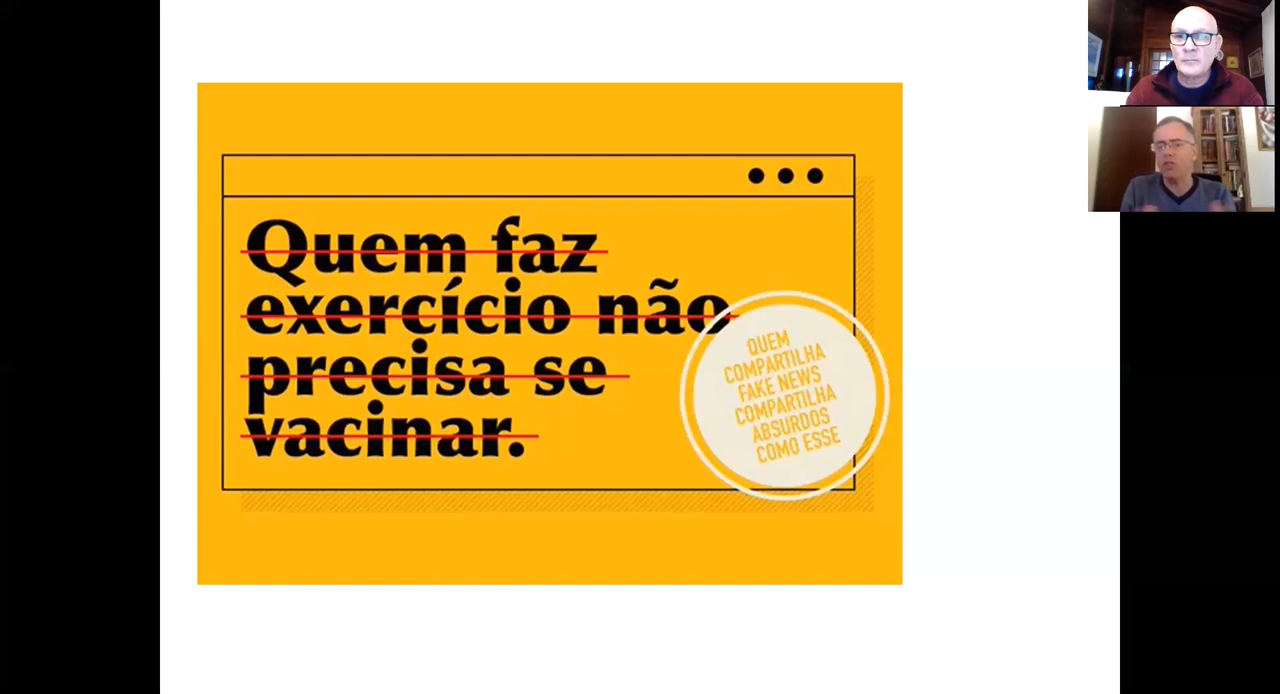 Quem faz
exercício não
precisa se
vacinar.
QUEM
COMPARTILHA
FAKE NEWS
COMPARTILHA
ABSURDOS
COMO ESSE